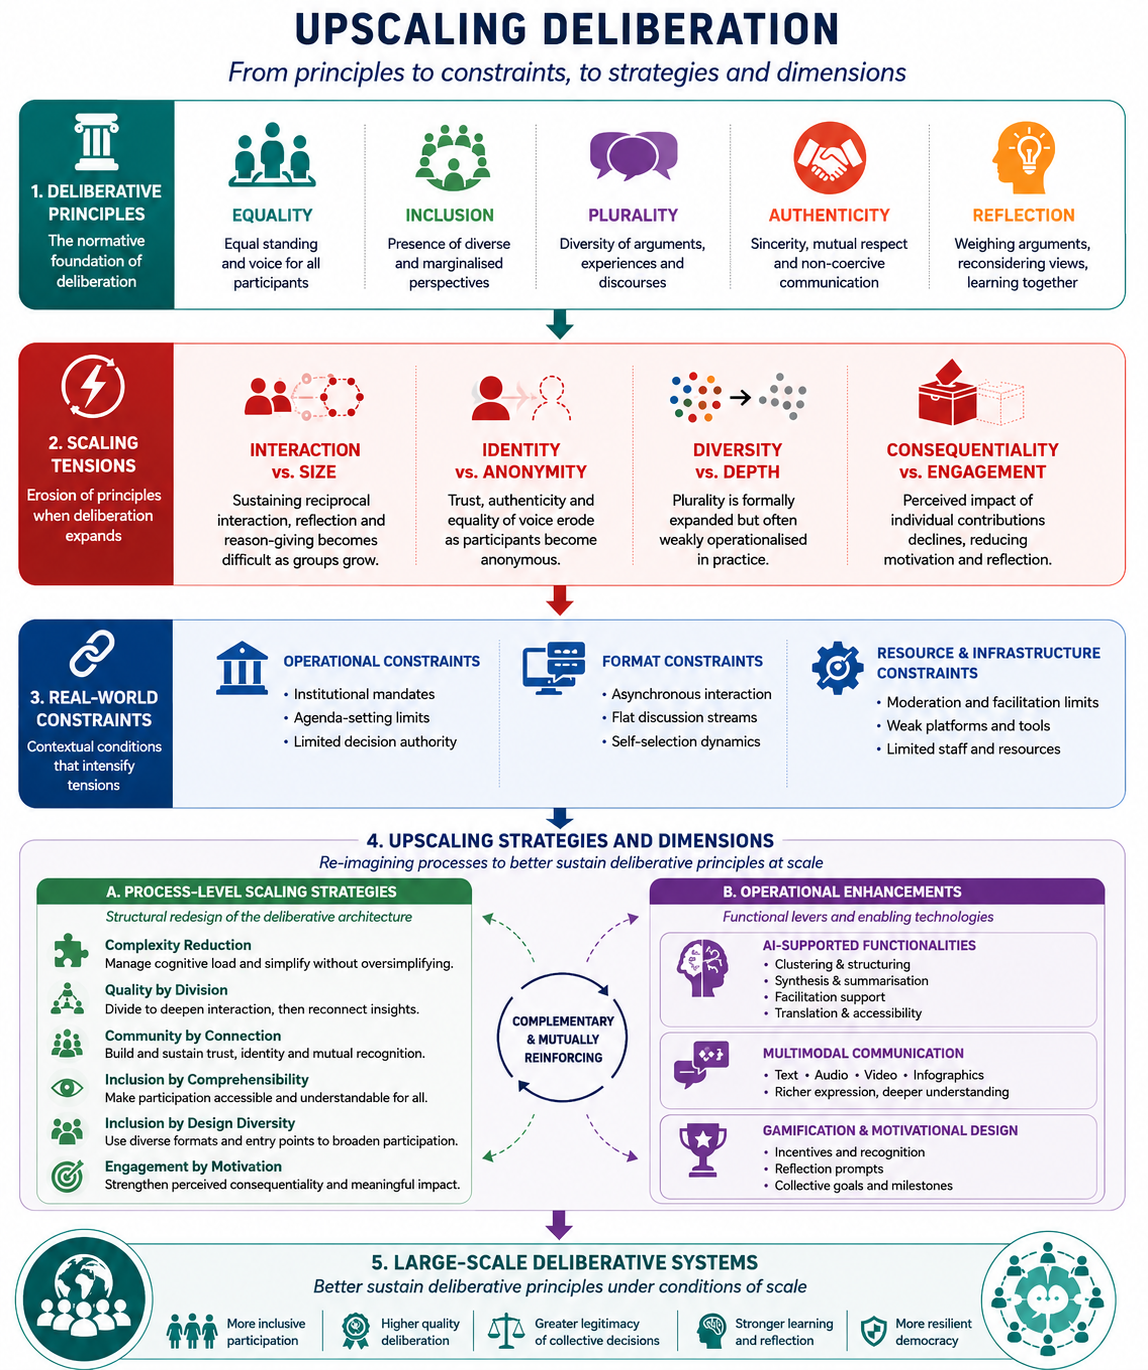 UPSCALING DELIBERATION
From principles to constraints, to strategies and dimensions
1. DELIBERATIVE
PRINCIPLES
The normative
foundation of
deliberation
EQUALITY
Equal standing
and voice for all
participants
INCLUSION
Presence of diverse
and marginalised
perspectives
PLURALITY
Diversity of arguments,
experiences and
discourses
AUTHENTICITY
Sincerity, mutual respect
and non-coercive
communication
REFLECTION
Weighing arguments,
reconsidering views,
learning together
2. SCALING
TENSIONS
Erosion of principles
when deliberation
expands
INTERACTION
vs. SIZE
Sustaining reciprocal
interaction, reflection and
reason-giving becomes
difficult as groups grow.
IDENTITY
vs. ANONYMITY
Trust, authenticity and
equality of voice erode
as participants become
anonymous.
DIVERSITY
vs. DEPTH
Plurality is formally
expanded but often
weakly operationalised
in practice.
CONSEQUENTIALITY
vs. ENGAGEMENT
Perceived impact of
individual contributions
declines, reducing
motivation and reflection.
3. REAL-WORLD
CONSTRAINTS
Contextual conditions
that intensify
tensions
OPERATIONAL CONSTRAINTS
• Institutional mandates
• Agenda-setting limits
• Limited decision authority
FORMAT CONSTRAINTS
• Asynchronous interaction
• Flat discussion streams
• Self-selection dynamics
RESOURCE & INFRASTRUCTURE
CONSTRAINTS
• Moderation and facilitation limits
• Weak platforms and tools
• Limited staff and resources
4. UPSCALING STRATEGIES AND DIMENSIONS
Re-imagining processes to better sustain deliberative principles at scale
A. PROCESS-LEVEL SCALING STRATEGIES
Structural redesign of the deliberative architecture
Complexity Reduction
Manage cognitive load and simplify without oversimplifying.
Quality by Division
Divide to deepen interaction, then reconnect insights.
Community by Connection
Build and sustain trust, identity and mutual recognition.
Inclusion by Comprehensibility
Make participation accessible and understandable for all.
Inclusion by Design Diversity
Use diverse formats and entry points to broaden participation.
Engagement by Motivation
Strengthen perceived consequentiality and meaningful impact.
COMPLEMENTARY
& MUTUALLY
REINFORCING
B. OPERATIONAL ENHANCEMENTS
Functional levers and enabling technologies
AI-SUPPORTED FUNCTIONALITIES
• Clustering & structuring
• Synthesis & summarisation
• Facilitation support
• Translation & accessibility
MULTIMODAL COMMUNICATION
• Text • Audio • Video • Infographics
• Richer expression, deeper understanding
GAMIFICATION & MOTIVATIONAL DESIGN
• Incentives and recognition
• Reflection prompts
• Collective goals and milestones
5. LARGE-SCALE DELIBERATIVE SYSTEMS
Better sustain deliberative principles under conditions of scale
More inclusive
participation
Higher quality
deliberation
Greater legitimacy
of collective decisions
Stronger learning
and reflection
More resilient
democracy